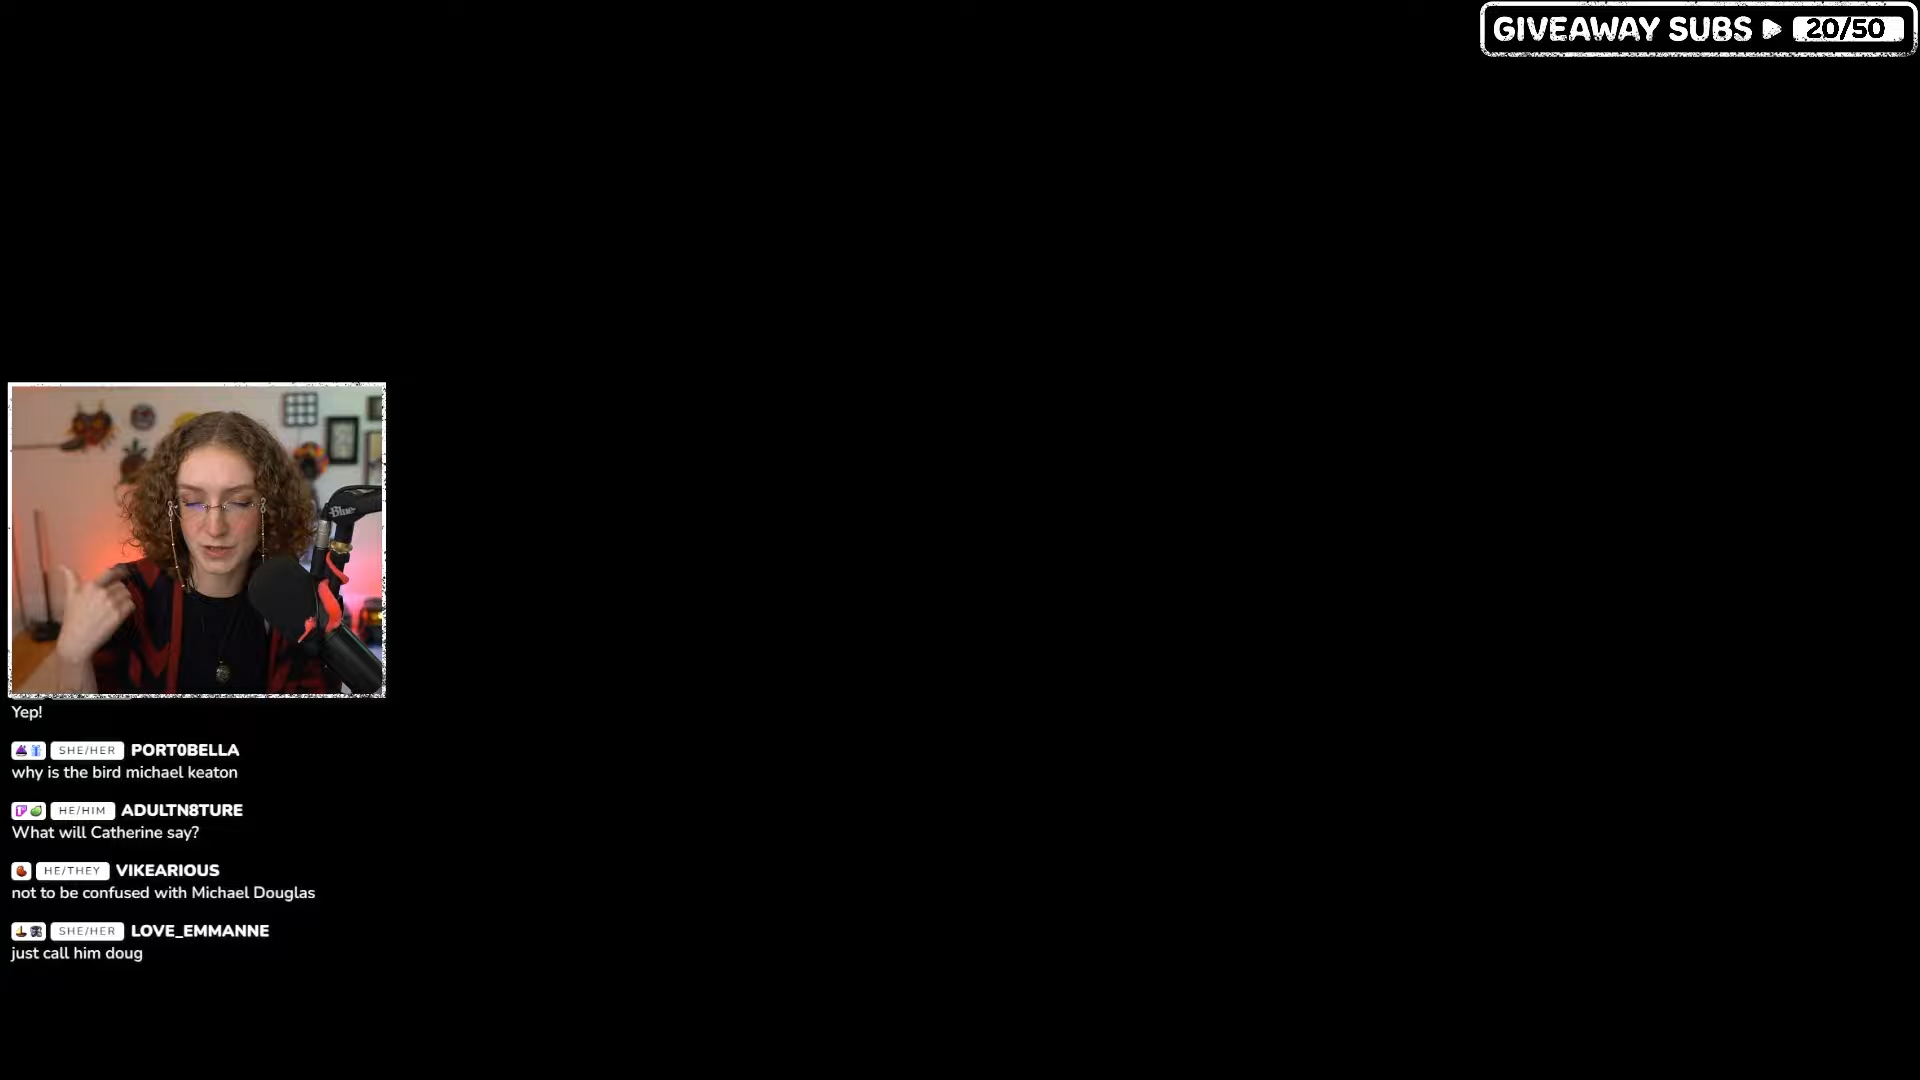 GIVEAWAY SUBS 20/50
Blue
Yep!
SHE/HER PORT0BELLA
why is the bird michael keaton
HE/HIM ADULTN8TURE
What will Catherine say?
HE/THEY VIKEARIOUS
not to be confused with Michael Douglas
SHE/HER LOVE_EMMANNE
just call him doug